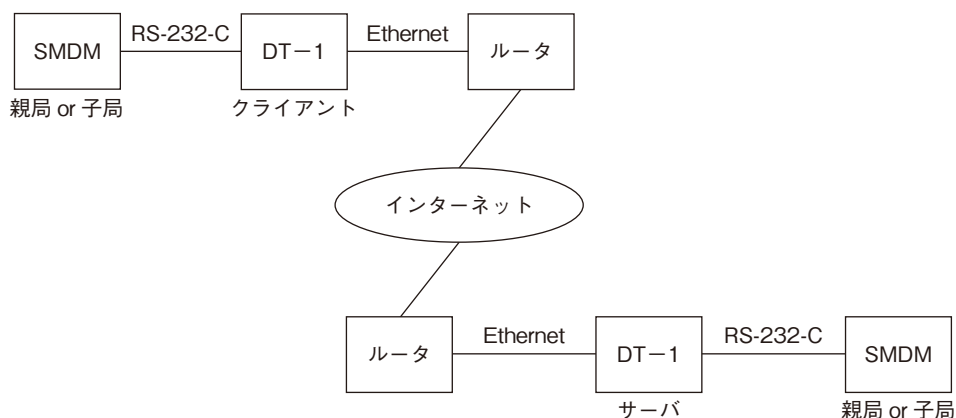 RS-232-C
Ethernet
SMDM
DT－1
ルータ
親局 or 子局
クライアント
インターネット
Ethernet
RS-232-C
ルータ
DT－1
SMDM
サーバ
親局 or 子局